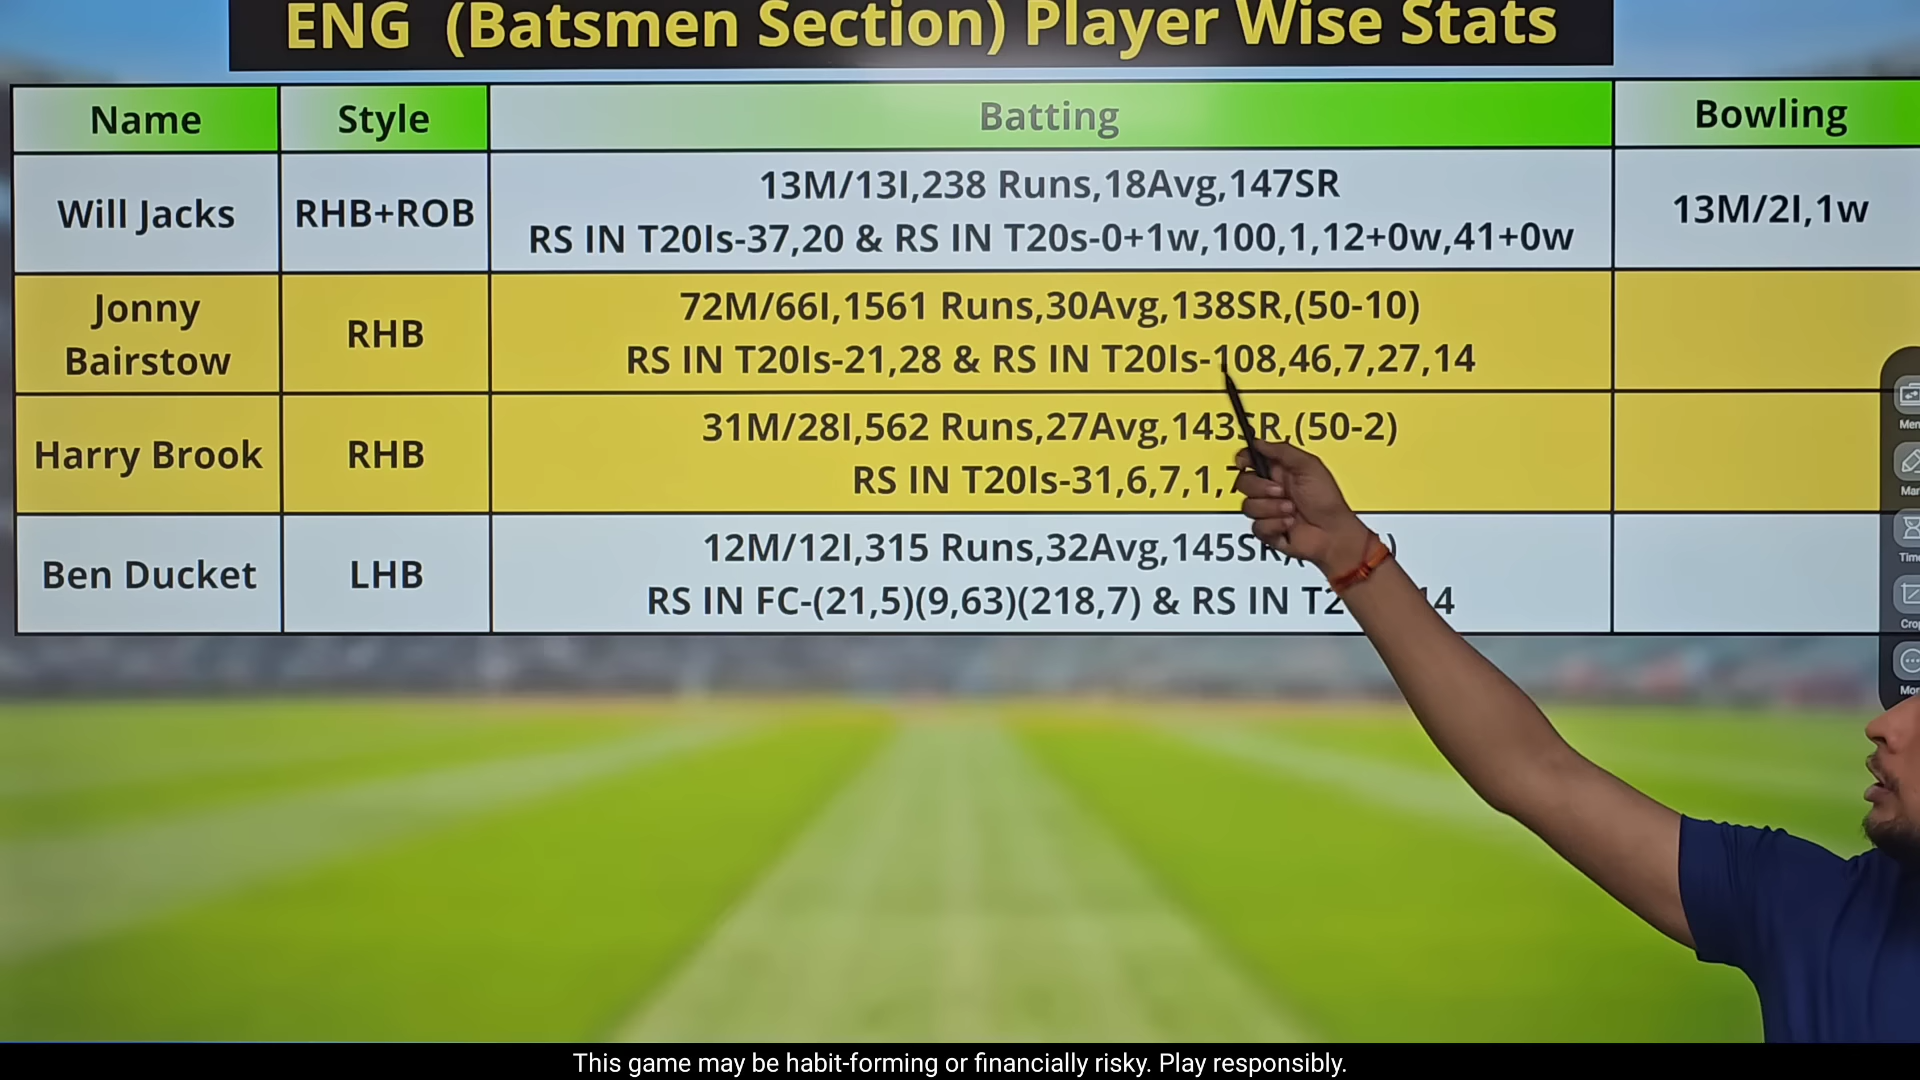 ENG (Batsmen Section) Player Wise Stats
Name Style Batting Bowling
Will Jacks RHB+ROB 13M/13I,238 Runs,18Avg,147SR 13M/2I,1w
RS IN T20Is-37,20 & RS IN T20s-0+1w,100,1,12+0w,41+0w
Jonny Bairstow RHB 72M/66I,1561 Runs,30Avg,138SR,(50-10)
RS IN T20Is-21,28 & RS IN T20Is-108,46,7,27,14
Harry Brook RHB 31M/28I,562 Runs,27Avg,143SR,(50-2)
RS IN T20Is-31,6,7,1,7
Ben Ducket LHB 12M/12I,315 Runs,32Avg,145SR
RS IN FC-(21,5)(9,63)(218,7) & RS IN
This game may be habit-forming or financially risky. Play responsibly.